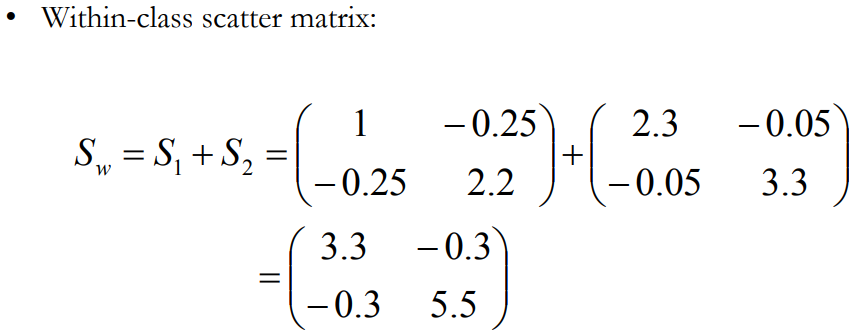 • Within-class scatter matrix:
S_w = S_1 + S_2 = ( 1 −0.25 ; −0.25 2.2 ) + ( 2.3 −0.05 ; −0.05 3.3 )
= ( 3.3 −0.3 ; −0.3 5.5 )